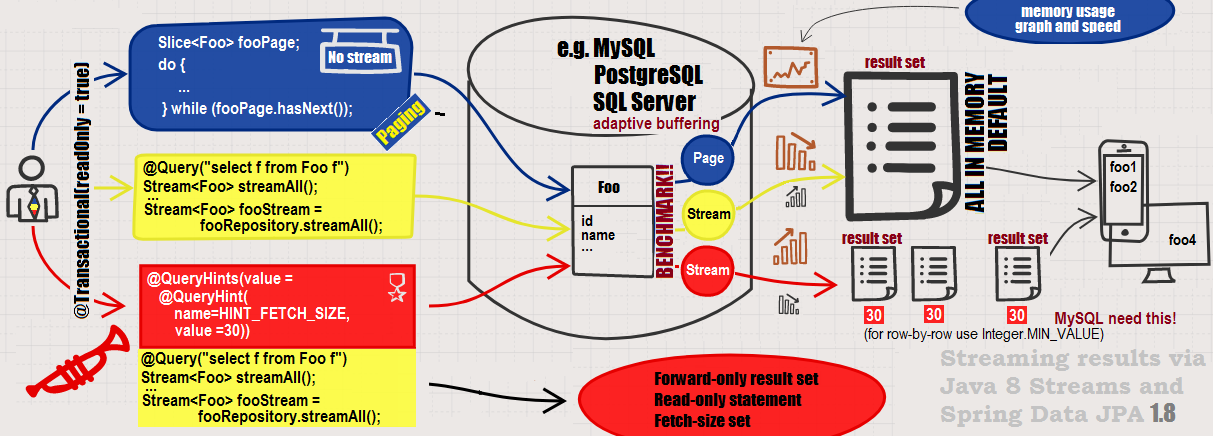 memory usage
graph and speed
Slice<Foo> fooPage;
do {
...
} while (fooPage.hasNext());
No stream
Paging
@Transactional(readOnly = true)
@Query("select f from Foo f")
Stream<Foo> streamAll();
...
Stream<Foo> fooStream =
fooRepository.streamAll();
@QueryHints(value =
@QueryHint(
name=HINT_FETCH_SIZE,
value =30))
@Query("select f from Foo f")
Stream<Foo> streamAll();
...
Stream<Foo> fooStream =
fooRepository.streamAll();
e.g. MySQL
PostgreSQL
SQL Server
adaptive buffering
Foo
id
name
...
BENCHMARK!!
Page
Stream
Stream
result set
ALL IN MEMORY
DEFAULT
foo1
foo2
foo4
result set
result set
30
30
30
MySQL need this!
(for row-by-row use Integer.MIN_VALUE)
Forward-only result set
Read-only statement
Fetch-size set
Streaming results via
Java 8 Streams and
Spring Data JPA 1.8